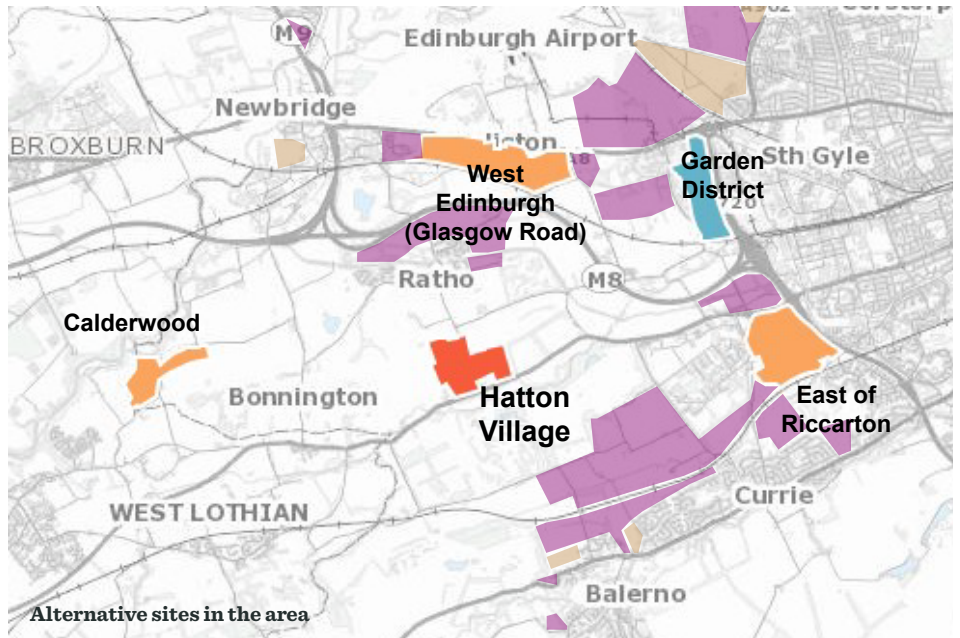 M9
Edinburgh Airport
Newbridge
BROXBURN
West
Edinburgh
(Glasgow Road)
Garden
District
Sth Gyle
Ratho
M8
Calderwood
Bonnington
Hatton
Village
East of
Riccarton
Currie
WEST LOTHIAN
Balerno
Alternative sites in the area